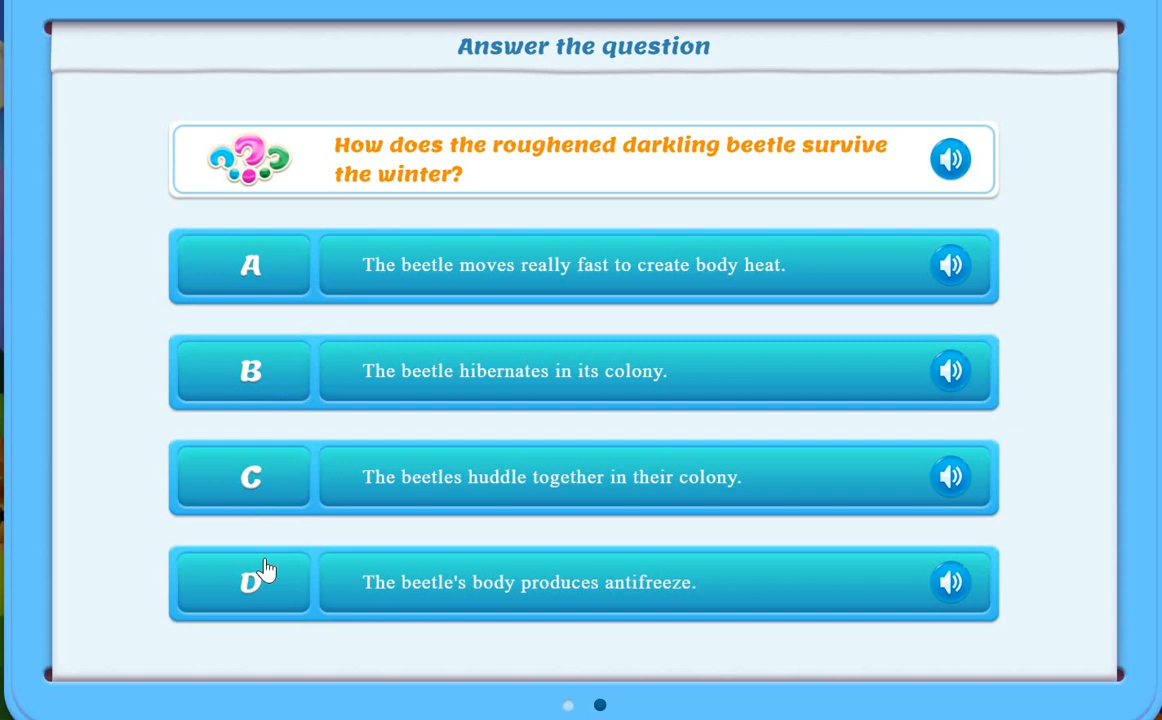 Answer the question
How does the roughened darkling beetle survive
the winter?
A
The beetle moves really fast to create body heat.
B
The beetle hibernates in its colony.
C
The beetles huddle together in their colony.
D
The beetle's body produces antifreeze.